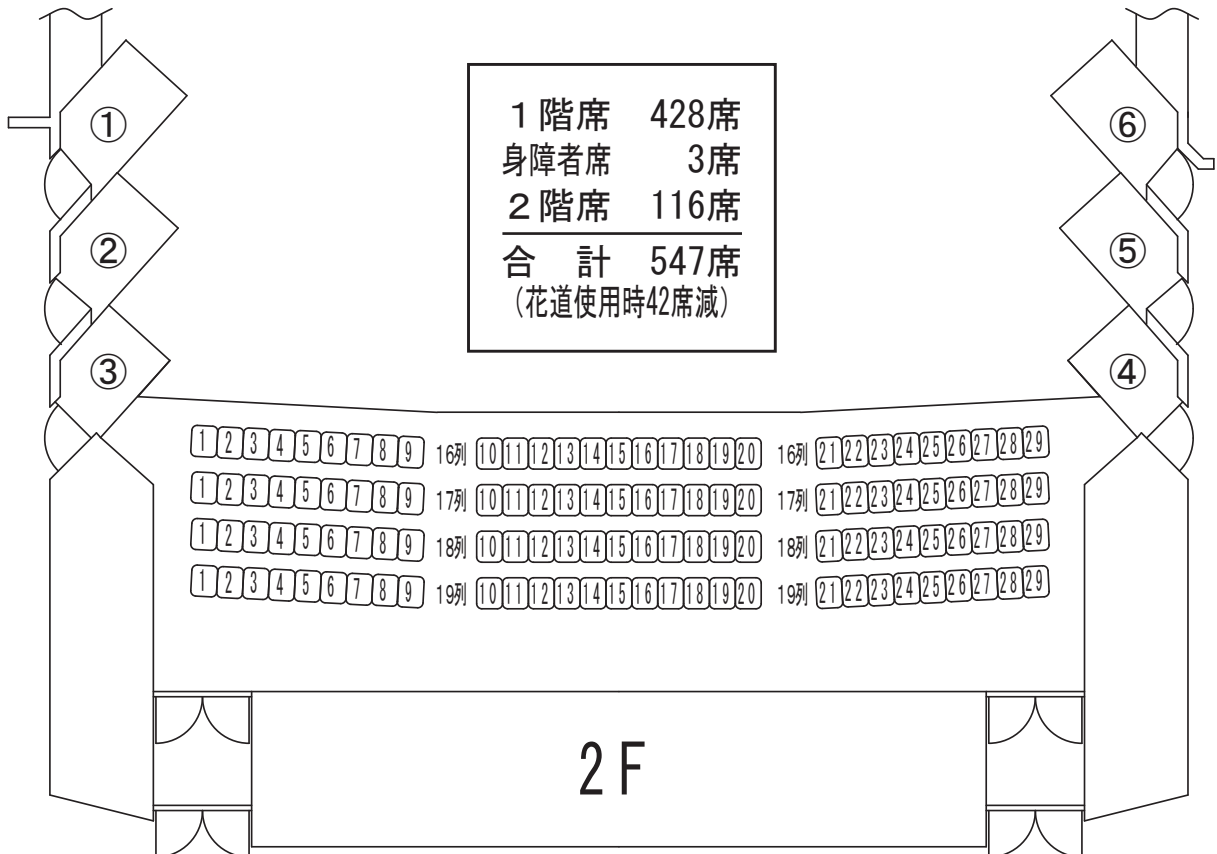 ①
⑥
②
⑤
③
④
１階席 428席
身障者席 3席
２階席 116席
合 計 547席
(花道使用時42席減)
1 2 3 4 5 6 7 8 9 16列 10 11 12 13 14 15 16 17 18 19 20 16列 21 22 23 24 25 26 27 28 29
1 2 3 4 5 6 7 8 9 17列 10 11 12 13 14 15 16 17 18 19 20 17列 21 22 23 24 25 26 27 28 29
1 2 3 4 5 6 7 8 9 18列 10 11 12 13 14 15 16 17 18 19 20 18列 21 22 23 24 25 26 27 28 29
1 2 3 4 5 6 7 8 9 19列 10 11 12 13 14 15 16 17 18 19 20 19列 21 22 23 24 25 26 27 28 29
2F